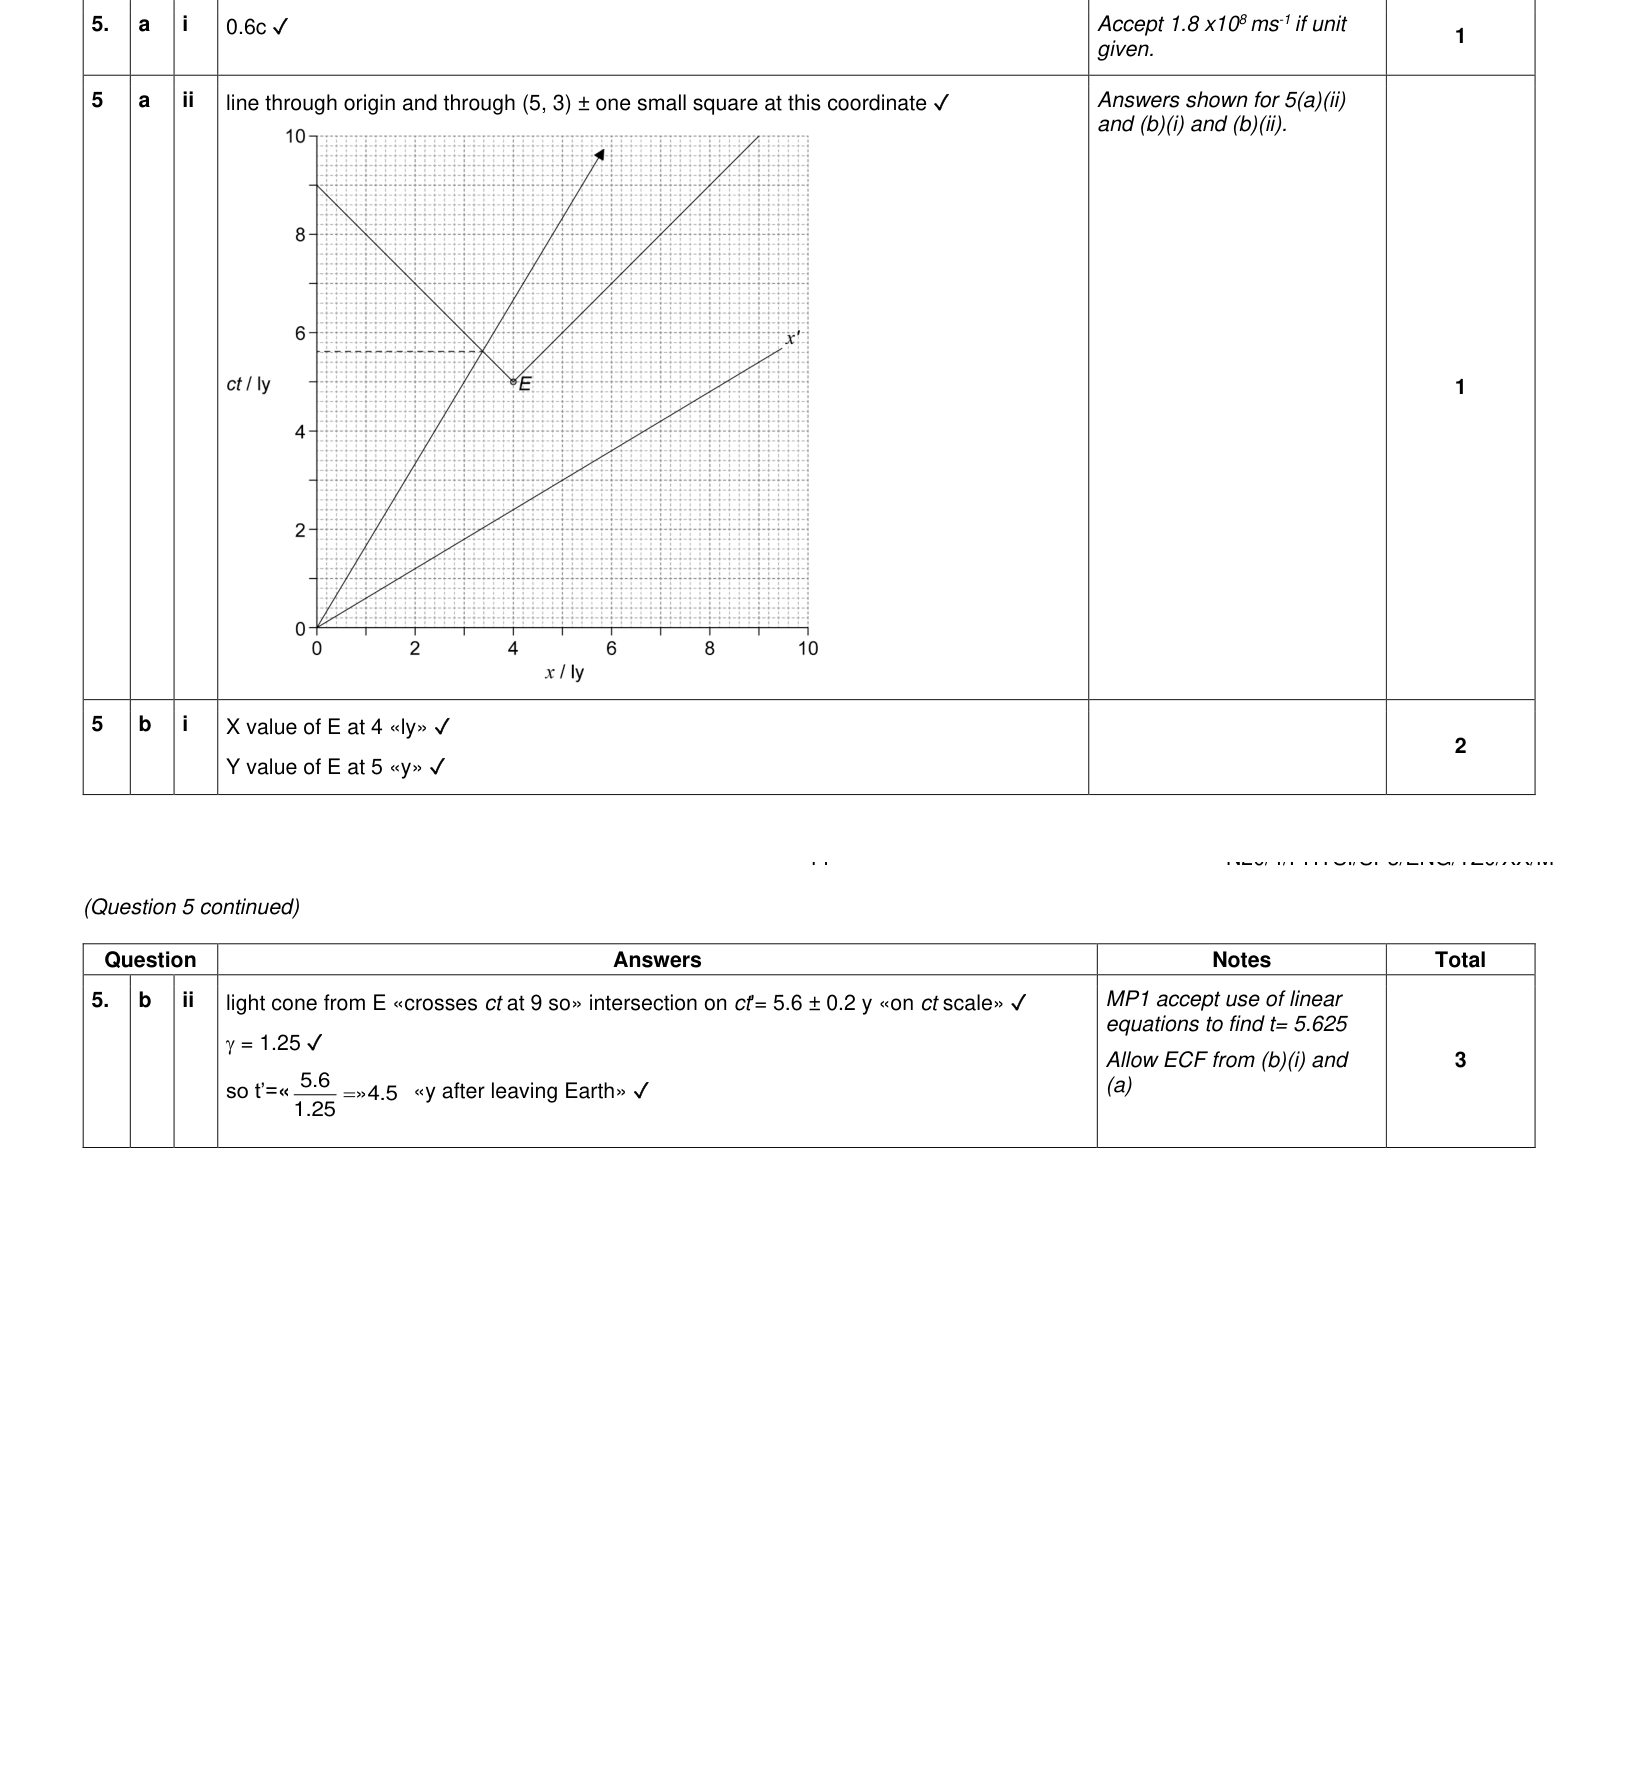 5. a i 0.6c ✓ Accept 1.8 x10⁸ ms⁻¹ if unit
given.
1
5 a ii line through origin and through (5, 3) ± one small square at this coordinate ✓ Answers shown for 5(a)(ii)
and (b)(i) and (b)(ii).
10
8
6
x'
ct / ly
E
1
4
2
0
0 2 4 6 8 10
x / ly
5 b i X value of E at 4 «ly» ✓
2
Y value of E at 5 «y» ✓
(Question 5 continued)
Question Answers Notes Total
5. b ii light cone from E «crosses ct at 9 so» intersection on ct'= 5.6 ± 0.2 y «on ct scale» ✓ MP1 accept use of linear
equations to find t= 5.625
γ = 1.25 ✓
Allow ECF from (b)(i) and
(a)
3
so t'=« 5.6/1.25 =»4.5 «y after leaving Earth» ✓